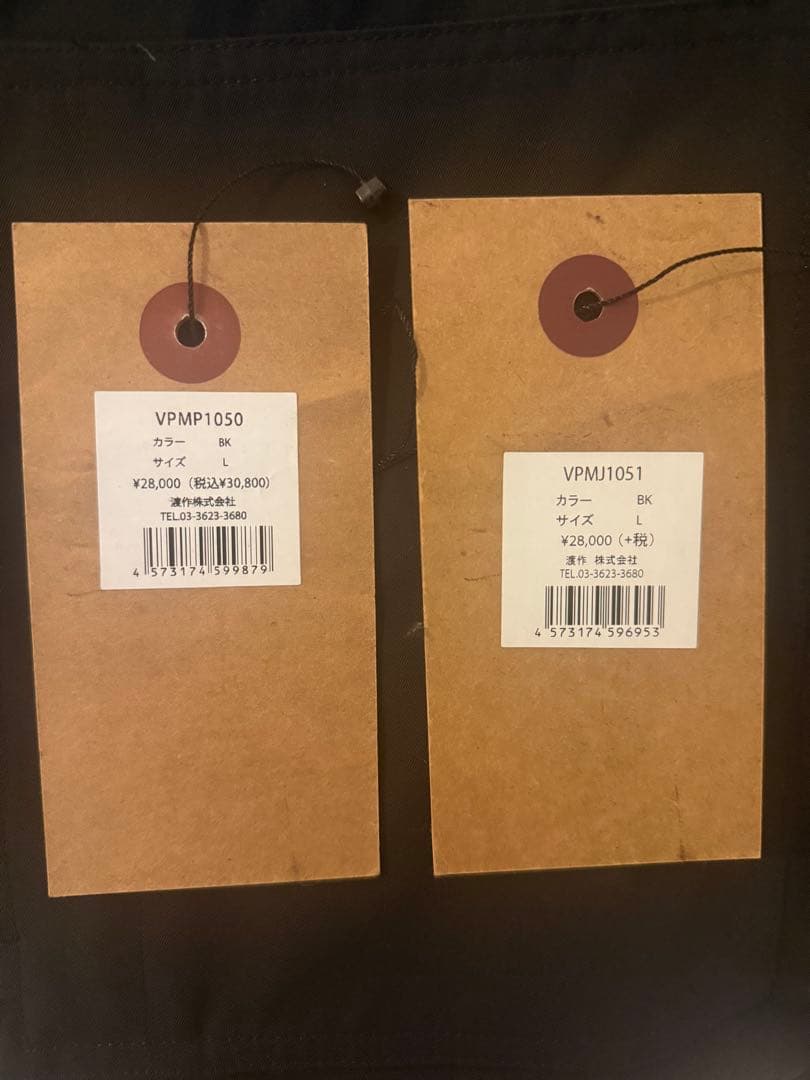 VPMP1050
カラー BK
サイズ L
¥28,000（税込¥30,800）
渡作株式会社
TEL.03-3623-3680
4 573174 599879
VPMJ1051
カラー BK
サイズ L
¥28,000（+税）
渡作 株式会社
TEL.03-3623-3680
4 573174 596953